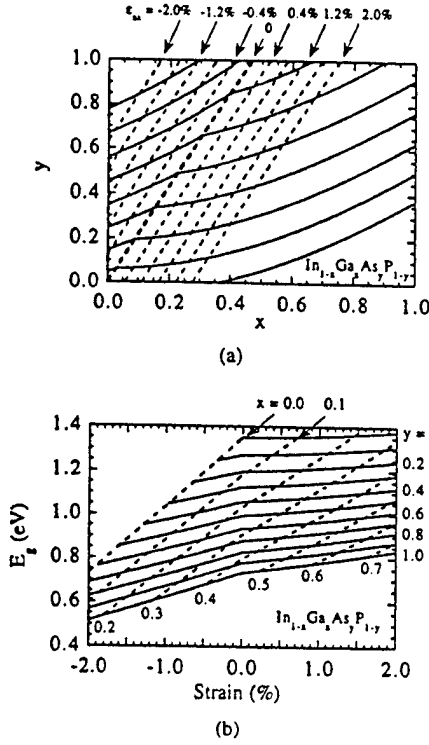 ε_xx = -2.0% -1.2% -0.4% 0.4% 1.2% 2.0%
0
1.0
0.8
0.6
0.4
0.2
0.0
y
0.0 0.2 0.4 0.6 0.8 1.0
x
In₁₋ₓGaₓAsᵧP₁₋ᵧ
(a)
x = 0.0 0.1
1.4
1.2
1.0
0.8
0.6
0.4
E_g (eV)
y =
0.2
0.4
0.6
0.8
1.0
0.2 0.3 0.4 0.5 0.6 0.7
In₁₋ₓGaₓAsᵧP₁₋ᵧ
-2.0 -1.0 0.0 1.0 2.0
Strain (%)
(b)